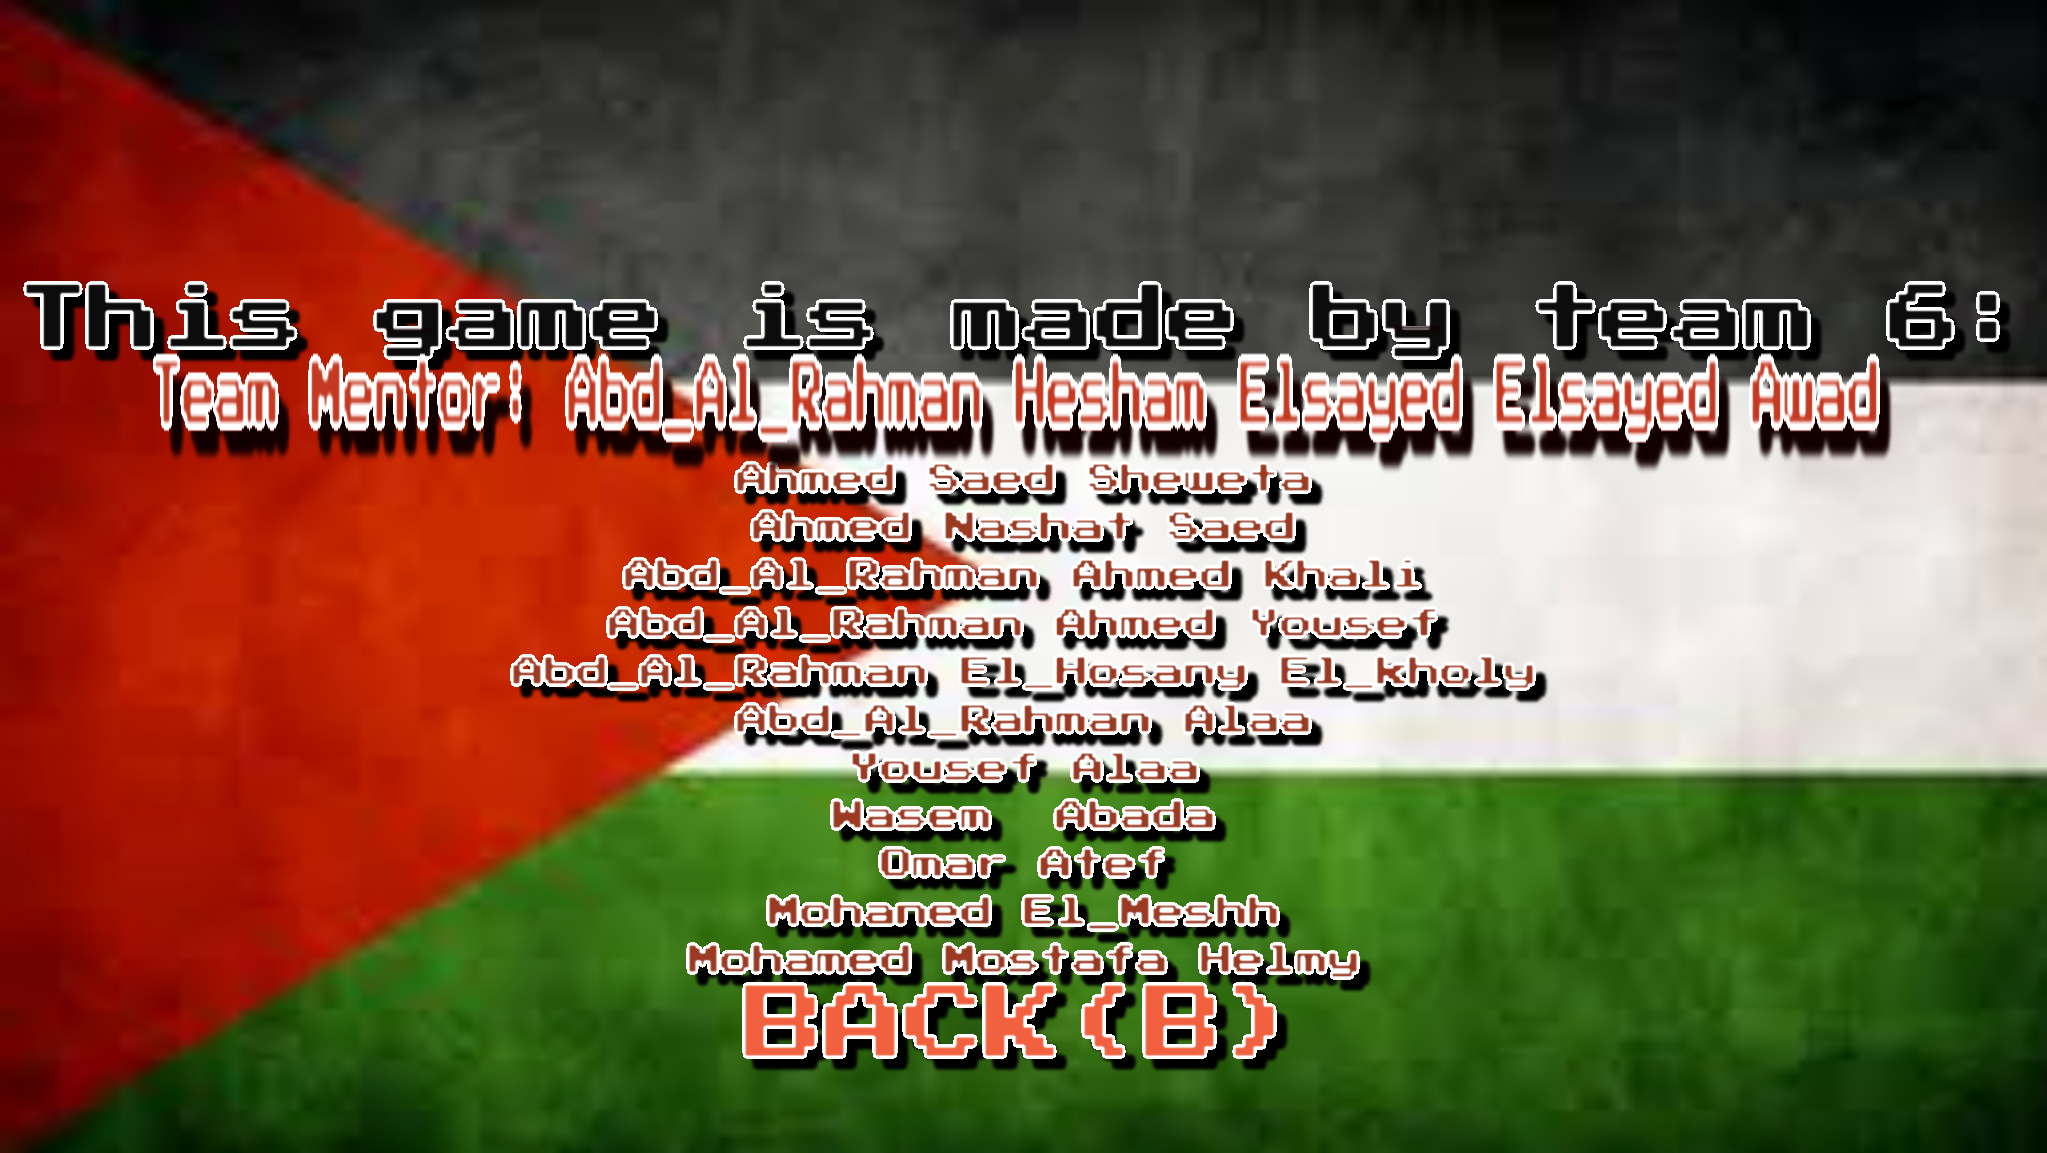 This game is made by team 6:
Team Mentor: Abd_Al_Rahman Hesham Elsayed Elsayed Awad
Ahmed Saed Sheweta
Ahmed Nashat Saed
Abd_Al_Rahman Ahmed Khali
Abd_Al_Rahman Ahmed Yousef
Abd_Al_Rahman El_Hosany El_kholy
Abd_Al_Rahman Alaa
Yousef Alaa
Wasem  Abada
Omar Atef
Mohaned El_Meshh
Mohamed Mostafa Helmy
BACK(B)